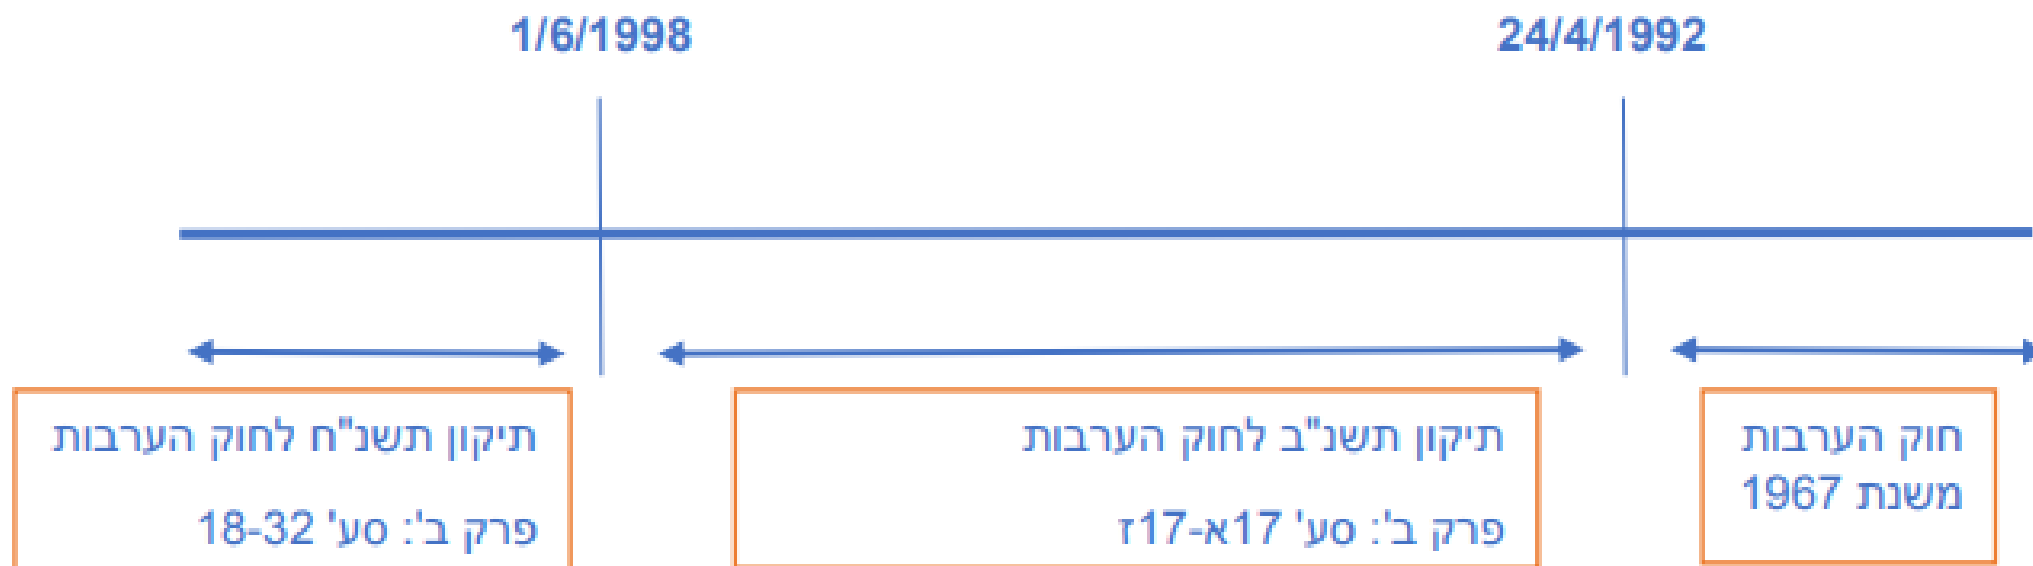 24/4/1992
1/6/1998
חוק הערבות
משנת 1967
תיקון תשנ"ב לחוק הערבות
פרק ב': סע' 17א-17ז
תיקון תשנ"ח לחוק הערבות
פרק ב': סע' 18-32